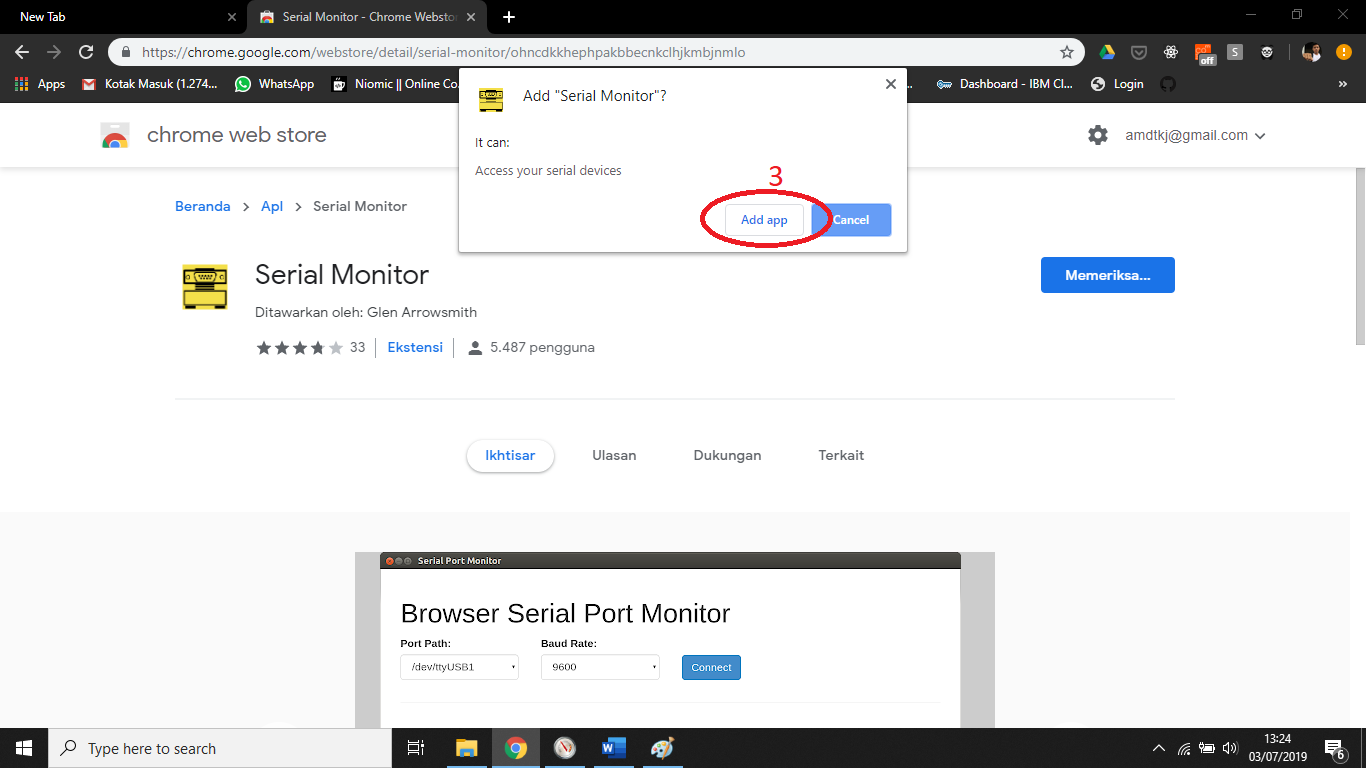 New Tab
Serial Monitor - Chrome Webstor
https://chrome.google.com/webstore/detail/serial-monitor/ohncdkkhephpakbbecnkclhjkmbjnmlo
off
S
Apps
Kotak Masuk (1.274...
WhatsApp
Niomic || Online Co...
Dashboard - IBM Cl...
Login
»
Add "Serial Monitor"?
It can:
Access your serial devices
3
Add app
Cancel
chrome web store
amdtkj@gmail.com
Beranda > Apl > Serial Monitor
Serial Monitor
Ditawarkan oleh: Glen Arrowsmith
33
Ekstensi
5.487 pengguna
Memeriksa...
Ikhtisar
Ulasan
Dukungan
Terkait
Serial Port Monitor
Browser Serial Port Monitor
Port Path:
Baud Rate:
/dev/ttyUSB1
9600
Connect
Type here to search
13:24
03/07/2019
6